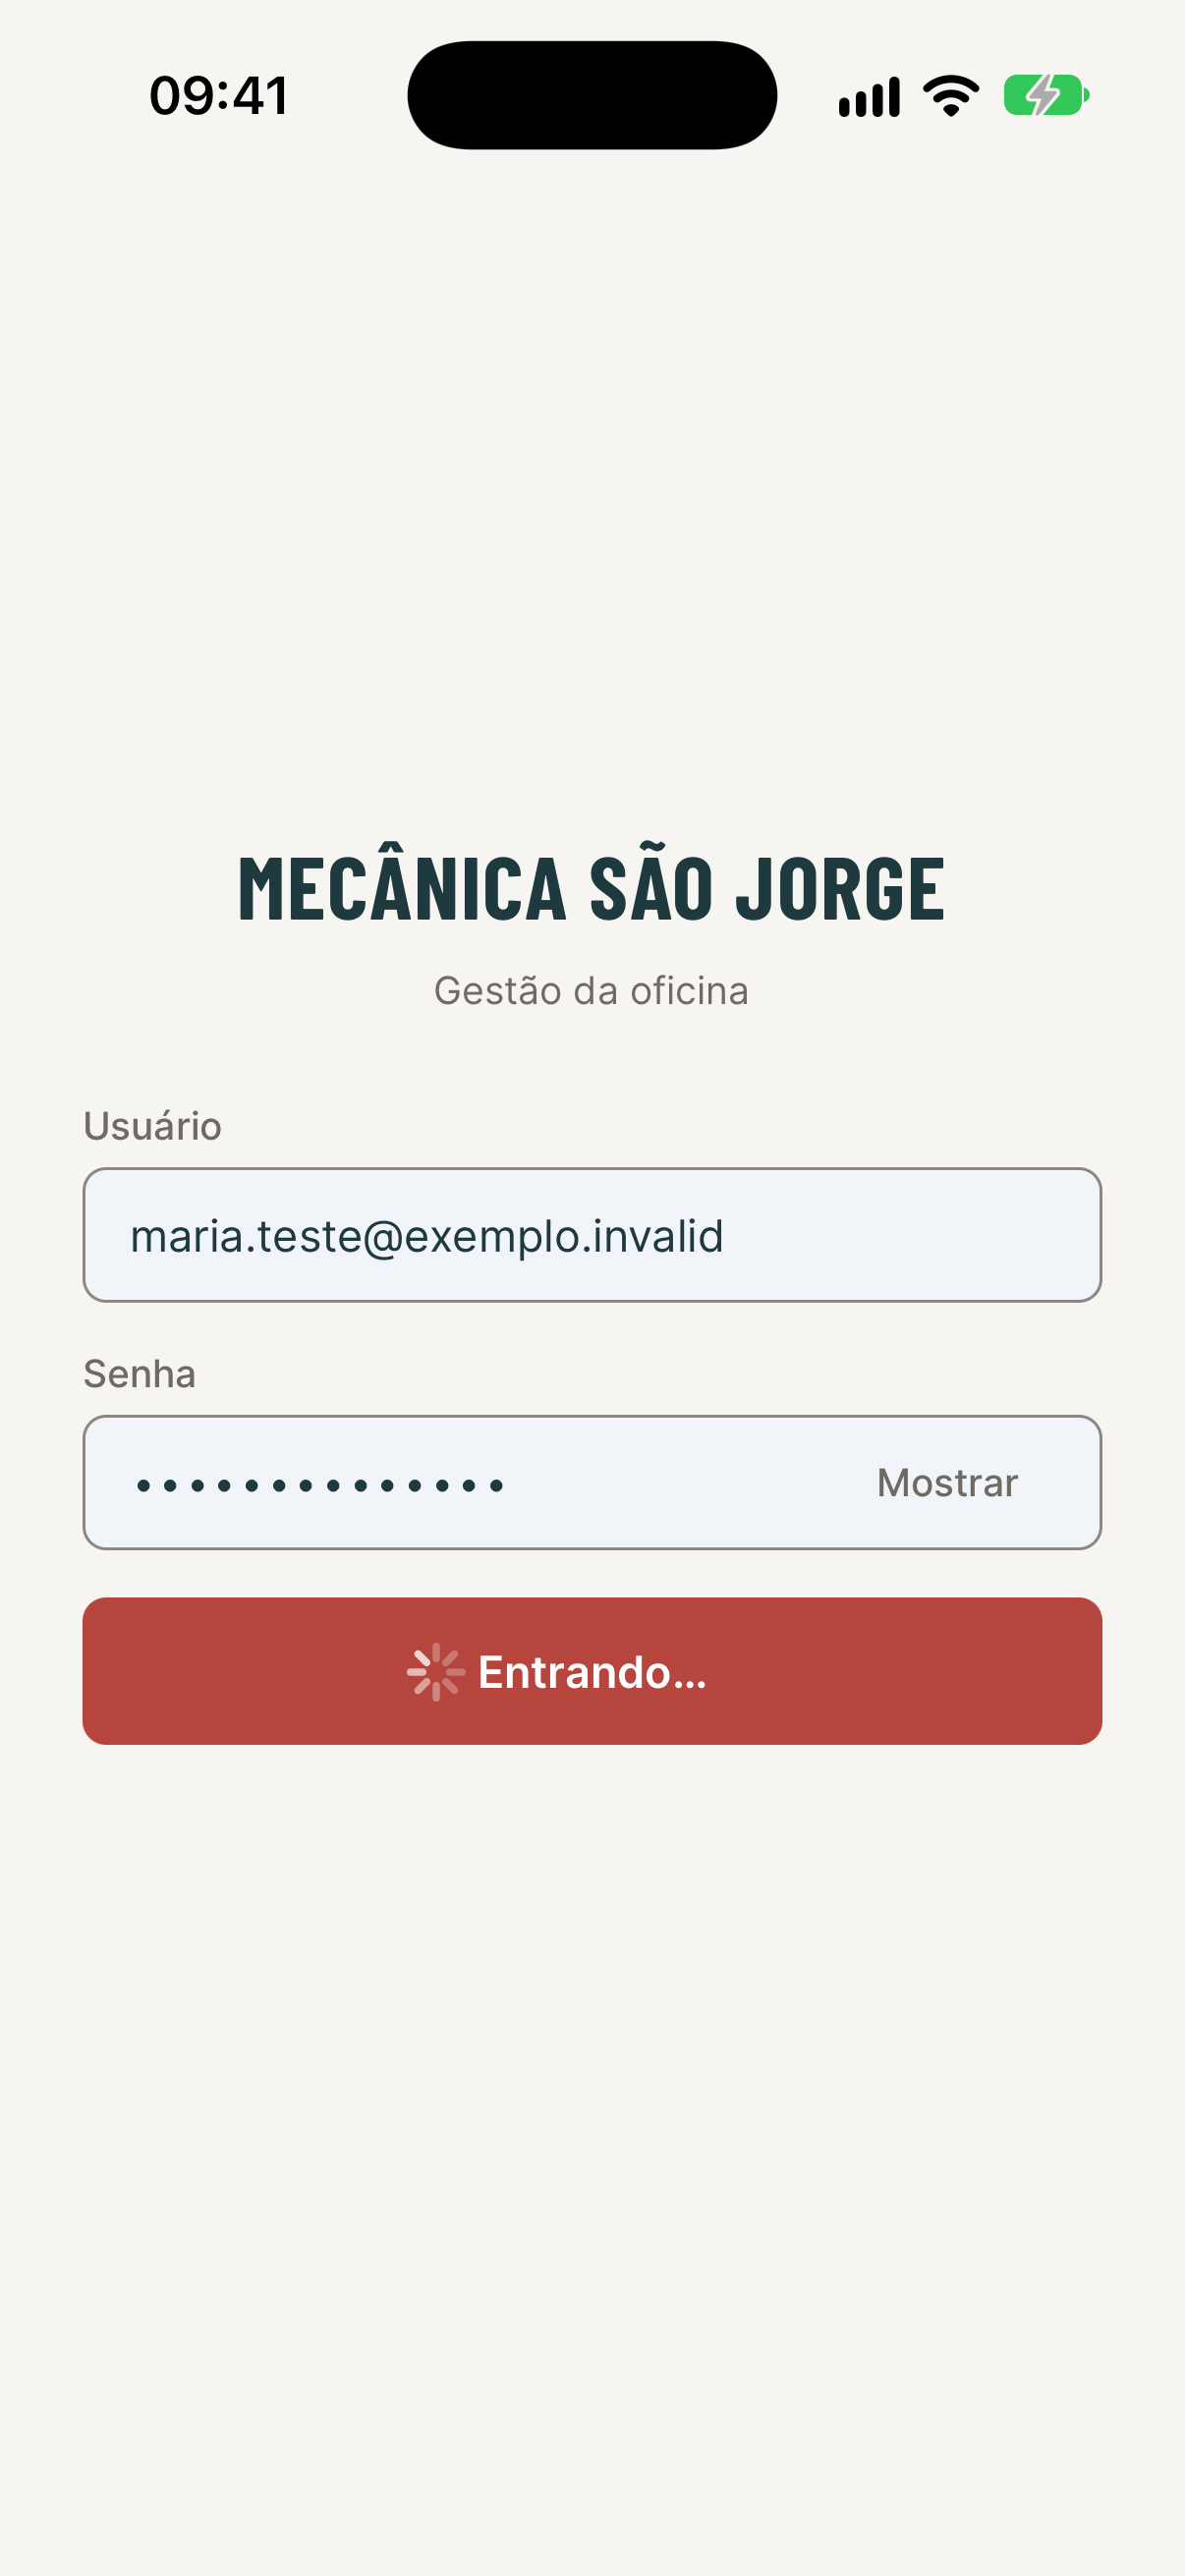 09:41
MECÂNICA SÃO JORGE
Gestão da oficina
Usuário
maria.teste@exemplo.invalid
Senha
••••••••••••••
Mostrar
Entrando...